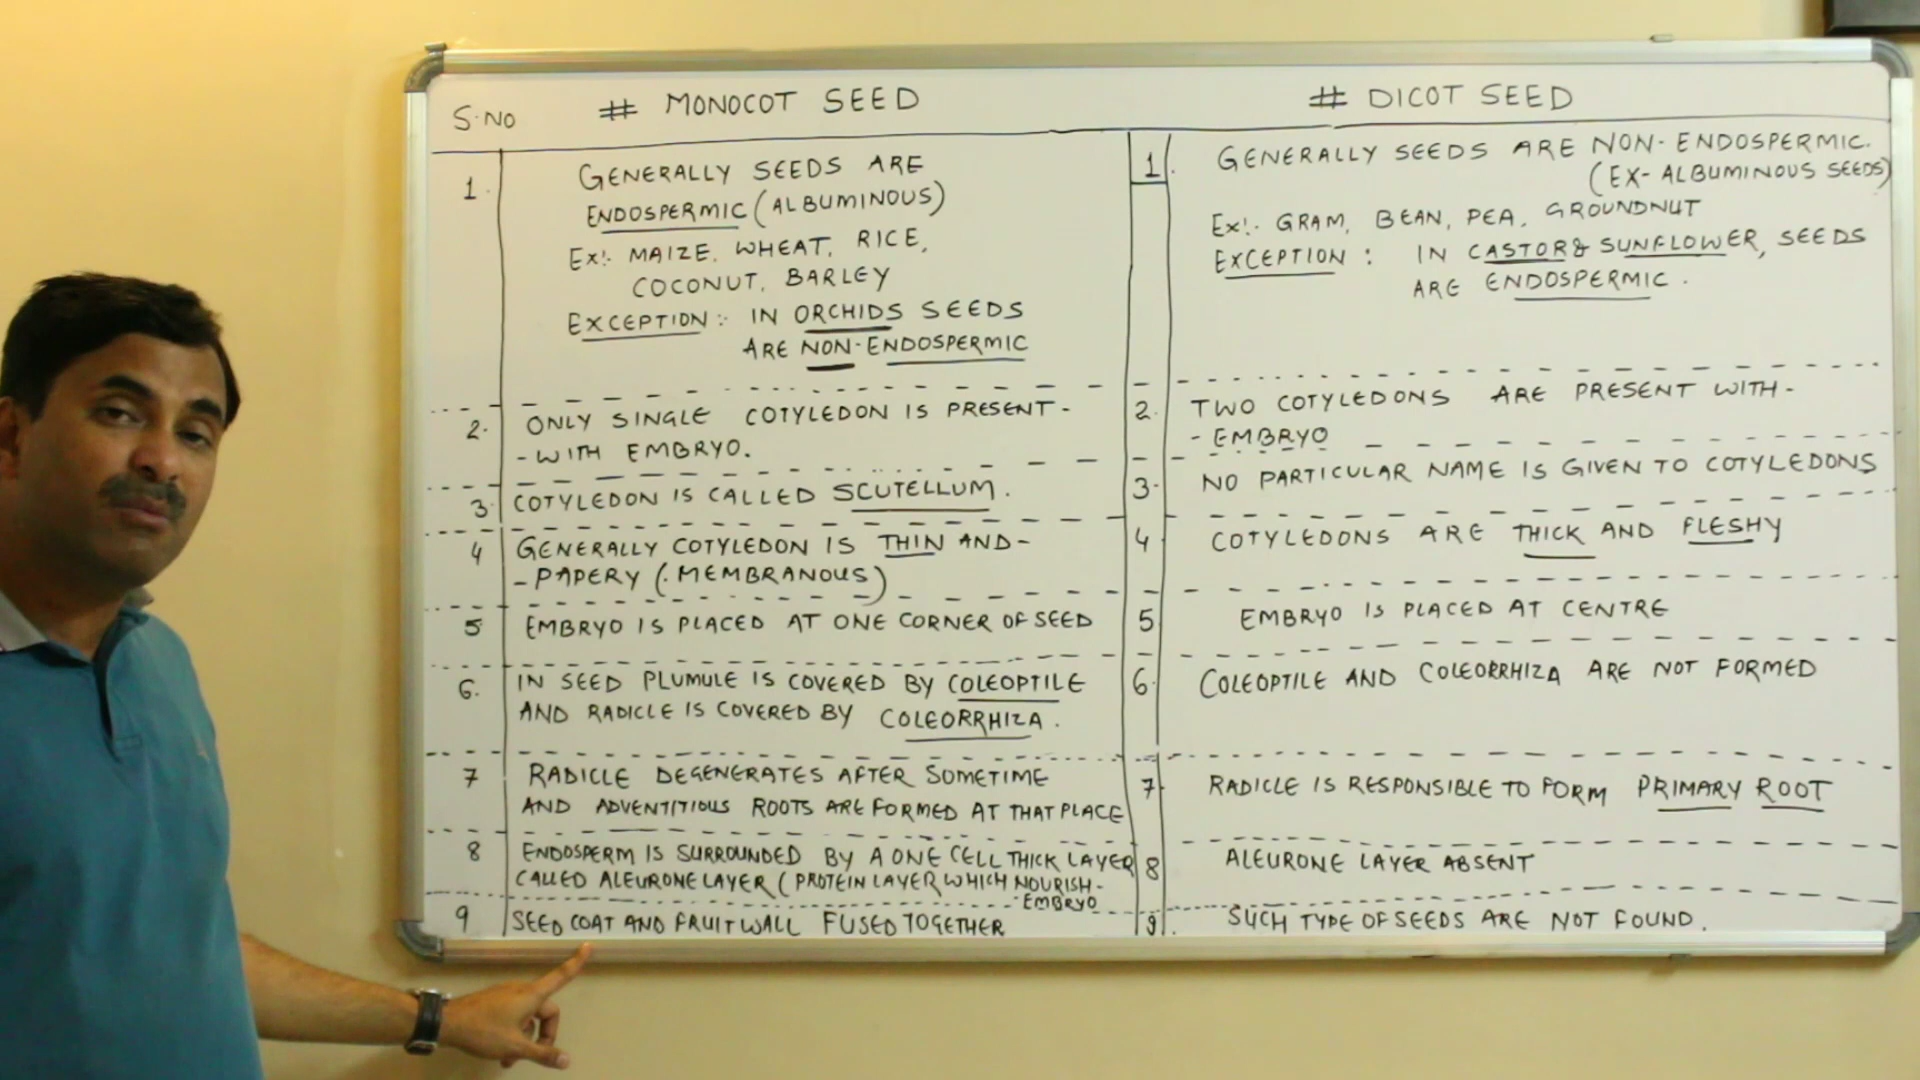 S.NO # MONOCOT SEED # DICOT SEED
1. GENERALLY SEEDS ARE
ENDOSPERMIC (ALBUMINOUS)
Ex:- MAIZE, WHEAT, RICE,
COCONUT, BARLEY
EXCEPTION :- IN ORCHIDS SEEDS
ARE NON-ENDOSPERMIC
1. GENERALLY SEEDS ARE NON-ENDOSPERMIC.
(EX-ALBUMINOUS SEEDS)
Ex:- GRAM, BEAN, PEA, GROUNDNUT
EXCEPTION : IN CASTOR & SUNFLOWER, SEEDS
ARE ENDOSPERMIC.
2. ONLY SINGLE COTYLEDON IS PRESENT-
-WITH EMBRYO.
2. TWO COTYLEDONS ARE PRESENT WITH-
-EMBRYO
3. COTYLEDON IS CALLED SCUTELLUM.
3. NO PARTICULAR NAME IS GIVEN TO COTYLEDONS
4 GENERALLY COTYLEDON IS THIN AND-
-PAPERY (MEMBRANOUS)
4 COTYLEDONS ARE THICK AND FLESHY
5 EMBRYO IS PLACED AT ONE CORNER OF SEED
5 EMBRYO IS PLACED AT CENTRE
6. IN SEED PLUMULE IS COVERED BY COLEOPTILE
AND RADICLE IS COVERED BY COLEORRHIZA.
6. COLEOPTILE AND COLEORRHIZA ARE NOT FORMED
7 RADICLE DEGENERATES AFTER SOMETIME
AND ADVENTITIOUS ROOTS ARE FORMED AT THAT PLACE
7. RADICLE IS RESPONSIBLE TO FORM PRIMARY ROOT
8 ENDOSPERM IS SURROUNDED BY A ONE CELL THICK LAYER
CALLED ALEURONE LAYER (PROTEIN LAYER WHICH NOURISH-
-EMBRYO
8 ALEURONE LAYER ABSENT
9 SEED COAT AND FRUIT WALL FUSED TOGETHER
9. SUCH TYPE OF SEEDS ARE NOT FOUND.